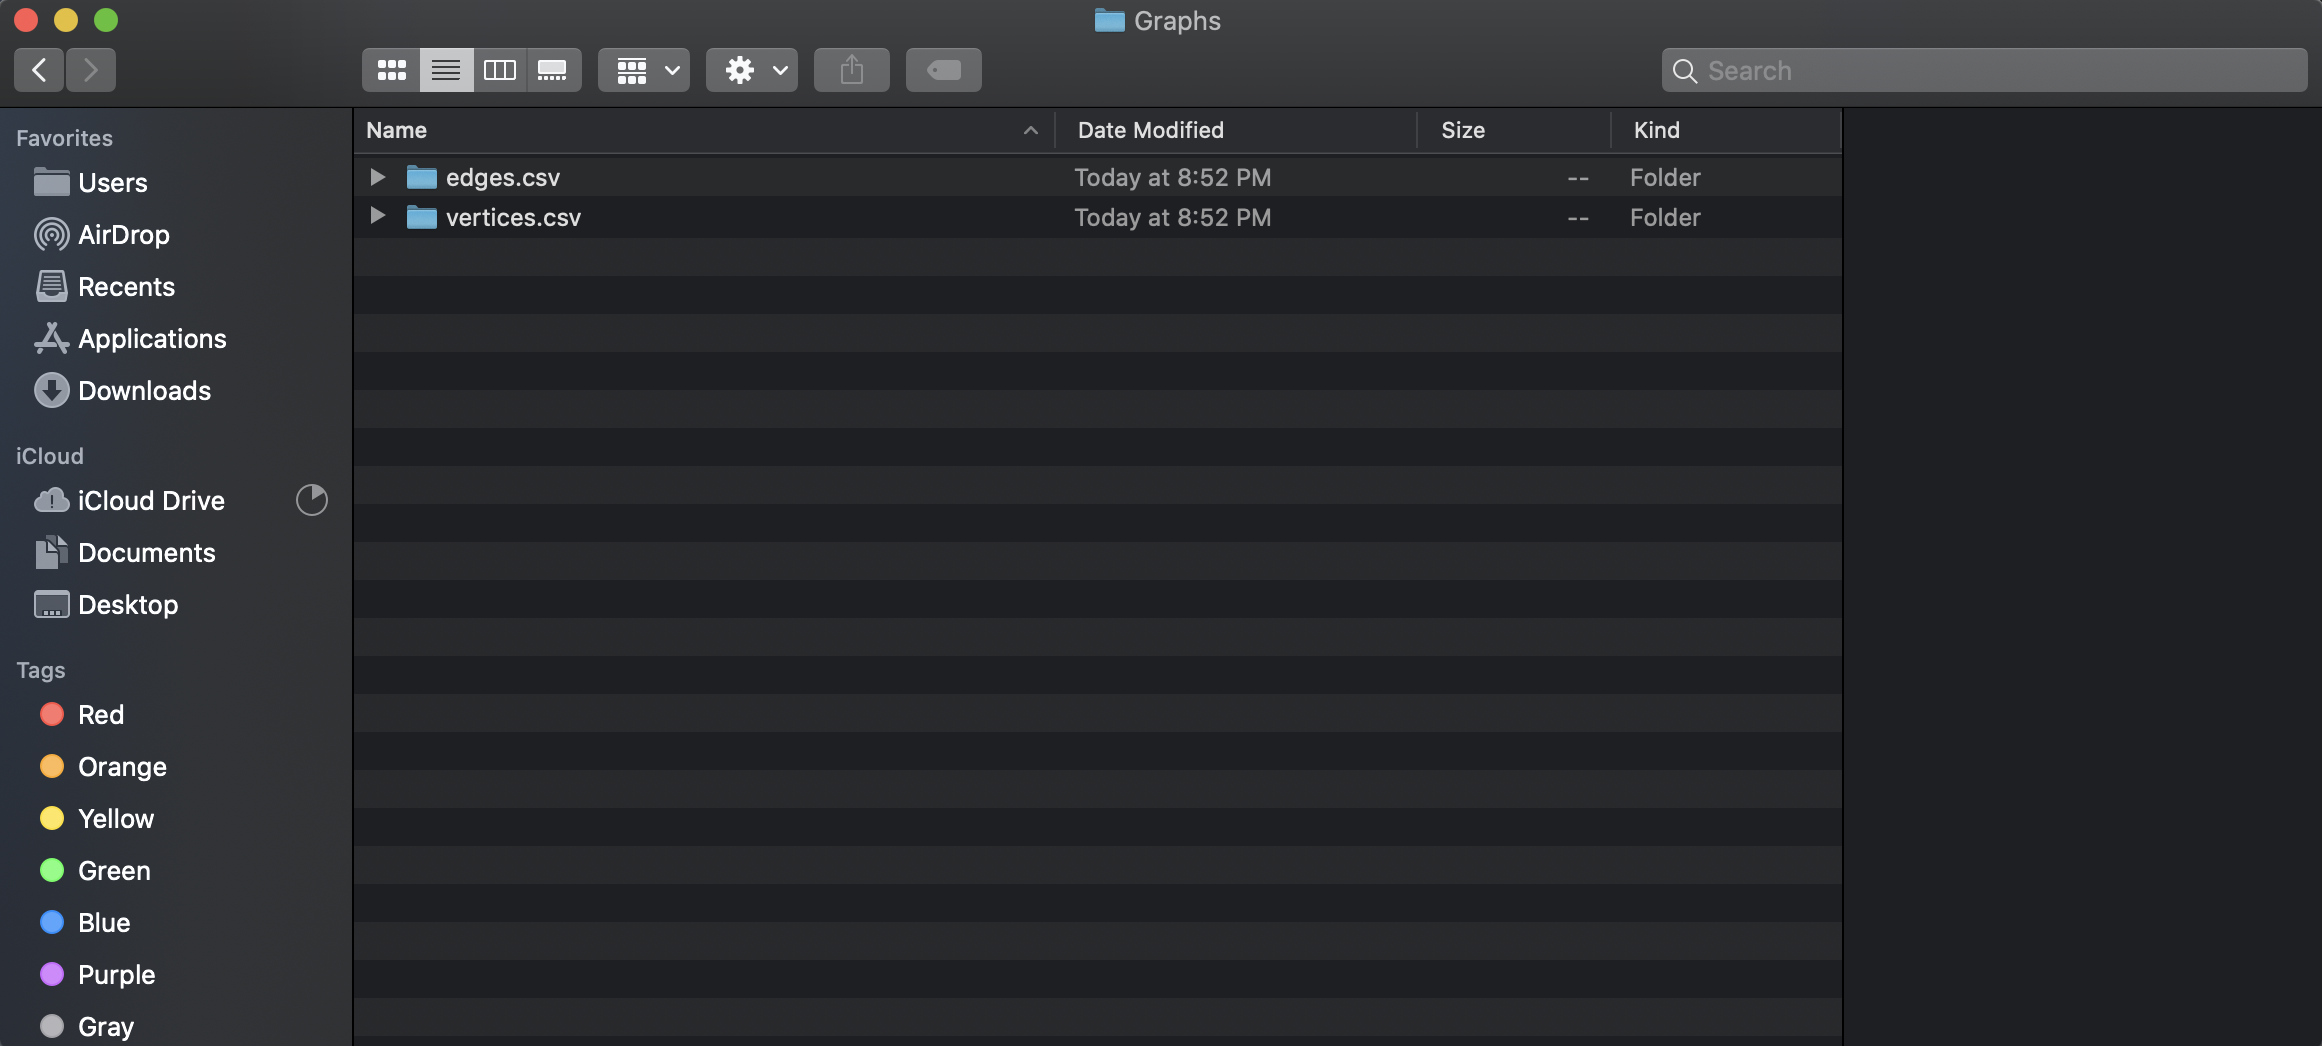 Graphs
Search
Favorites
Users
AirDrop
Recents
Applications
Downloads
iCloud
iCloud Drive
Documents
Desktop
Tags
Red
Orange
Yellow
Green
Blue
Purple
Gray
Name Date Modified Size Kind
edges.csv Today at 8:52 PM -- Folder
vertices.csv Today at 8:52 PM -- Folder